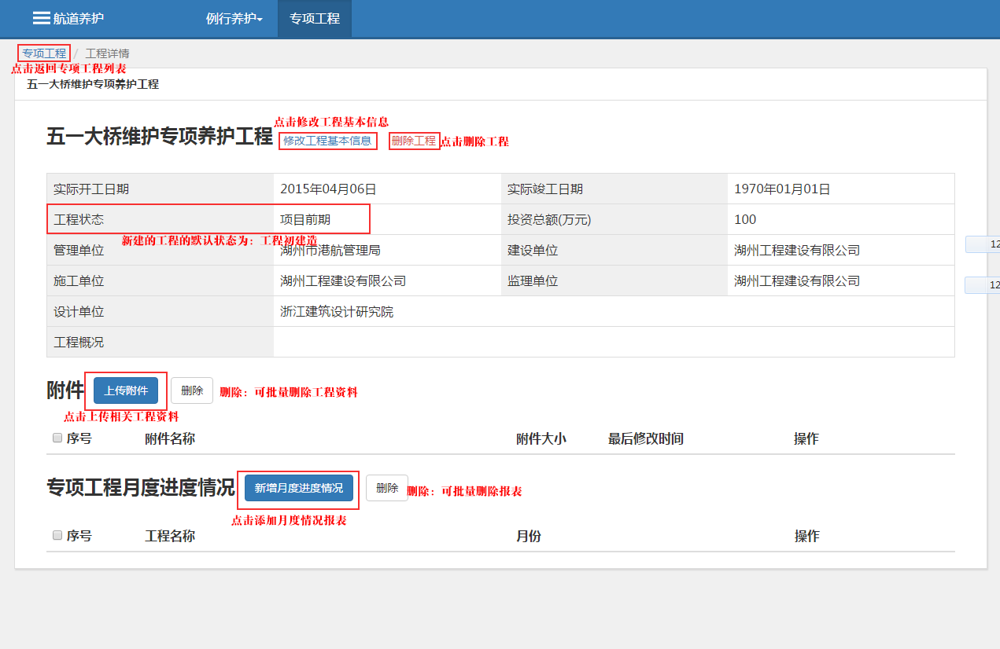 航道养护 例行养护 专项工程
专项工程 / 工程详情
点击返回专项工程列表
五一大桥维护专项养护工程
点击修改工程基本信息
五一大桥维护专项养护工程 修改工程基本信息 删除工程 点击删除工程
实际开工日期 2015年04月06日 实际竣工日期 1970年01月01日
工程状态 项目前期 投资总额(万元) 100
新建的工程的默认状态为：工程初建造
管理单位 湖州市港航管理局 建设单位 湖州工程建设有限公司
12
施工单位 湖州工程建设有限公司 监理单位 湖州工程建设有限公司
12
设计单位 浙江建筑设计研究院
工程概况
附件 上传附件 删除 删除：可批量删除工程资料
点击上传相关工程资料
序号 附件名称 附件大小 最后修改时间 操作
专项工程月度进度情况 新增月度进度情况 删除 删除：可批量删除报表
点击添加月度情况报表
序号 工程名称 月份 操作